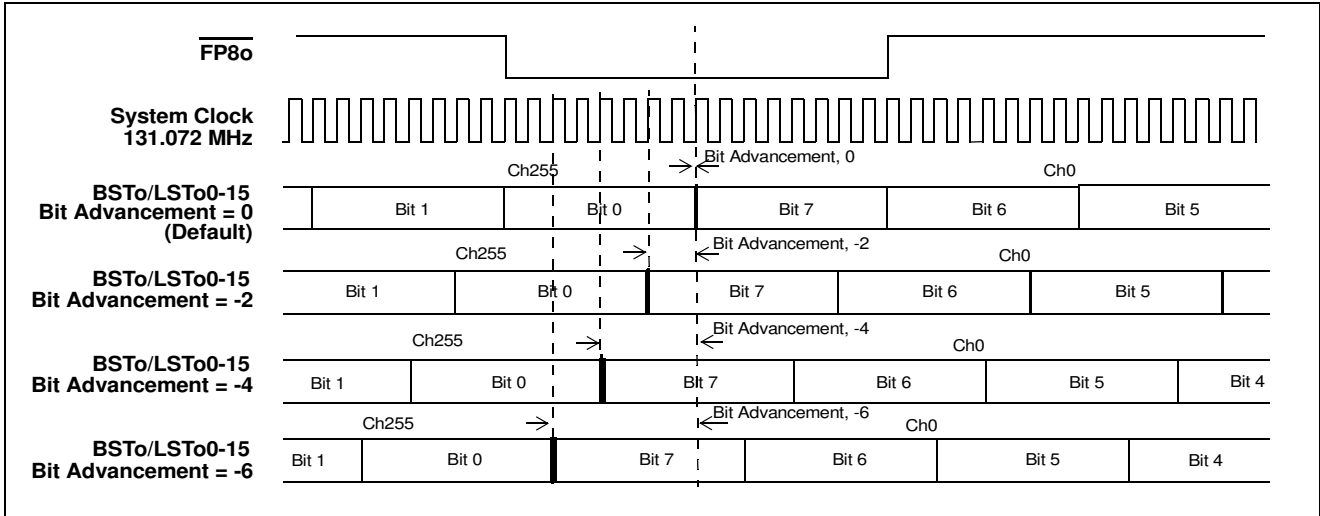 FP8o
System Clock
131.072 MHz
Bit Advancement, 0
Ch255
Ch0
BSTo/LSTo0-15
Bit Advancement = 0
(Default)
Bit 1
Bit 0
Bit 7
Bit 6
Bit 5
Bit Advancement, -2
Ch255
Ch0
BSTo/LSTo0-15
Bit Advancement = -2
Bit 1
Bit 0
Bit 7
Bit 6
Bit 5
Bit Advancement, -4
Ch255
Ch0
BSTo/LSTo0-15
Bit Advancement = -4
Bit 1
Bit 0
Bit 7
Bit 6
Bit 5
Bit 4
Bit Advancement, -6
Ch255
Ch0
BSTo/LSTo0-15
Bit Advancement = -6
Bit 1
Bit 0
Bit 7
Bit 6
Bit 5
Bit 4